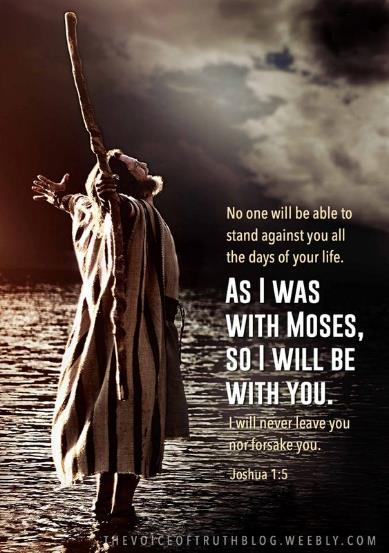 No one will be able to
stand against you all
the days of your life.
As I was
with Moses,
so I will be
with you.
I will never leave you
nor forsake you.
Joshua 1:5
THEVOICEOFTRUTHBLOG.WEEBLY.COM